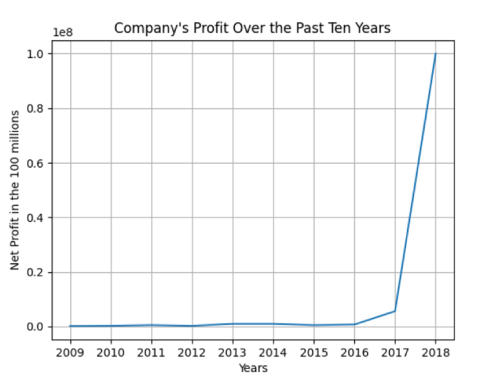 Company's Profit Over the Past Ten Years
1e8
1.0
0.8
0.6
0.4
0.2
0.0
Net Profit in the 100 millions
2009 2010 2011 2012 2013 2014 2015 2016 2017 2018
Years